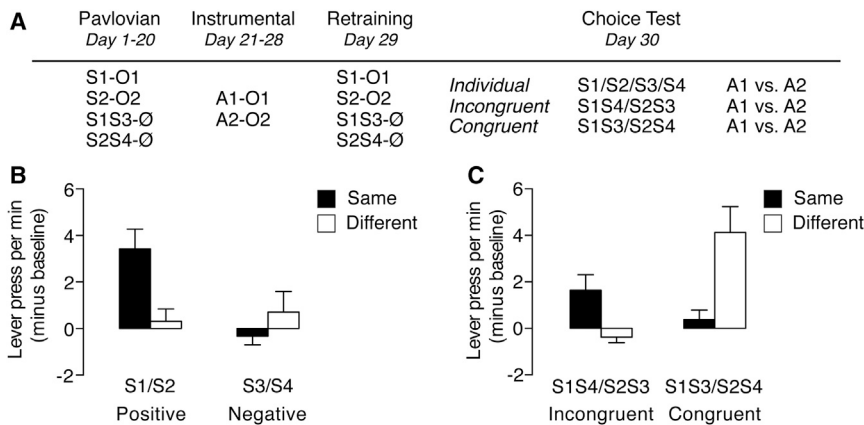 A
Pavlovian Instrumental Retraining Choice Test
Day 1-20 Day 21-28 Day 29 Day 30
S1-O1 S1-O1 Individual S1/S2/S3/S4 A1 vs. A2
S2-O2 A1-O1 S2-O2 Incongruent S1S4/S2S3 A1 vs. A2
S1S3-Ø A2-O2 S1S3-Ø Congruent S1S3/S2S4 A1 vs. A2
S2S4-Ø S2S4-Ø
B
Lever press per min
(minus baseline)
6
4
2
0
-2
Same
Different
S1/S2 S3/S4
Positive Negative
C
Lever press per min
(minus baseline)
6
4
2
0
-2
Same
Different
S1S4/S2S3 S1S3/S2S4
Incongruent Congruent